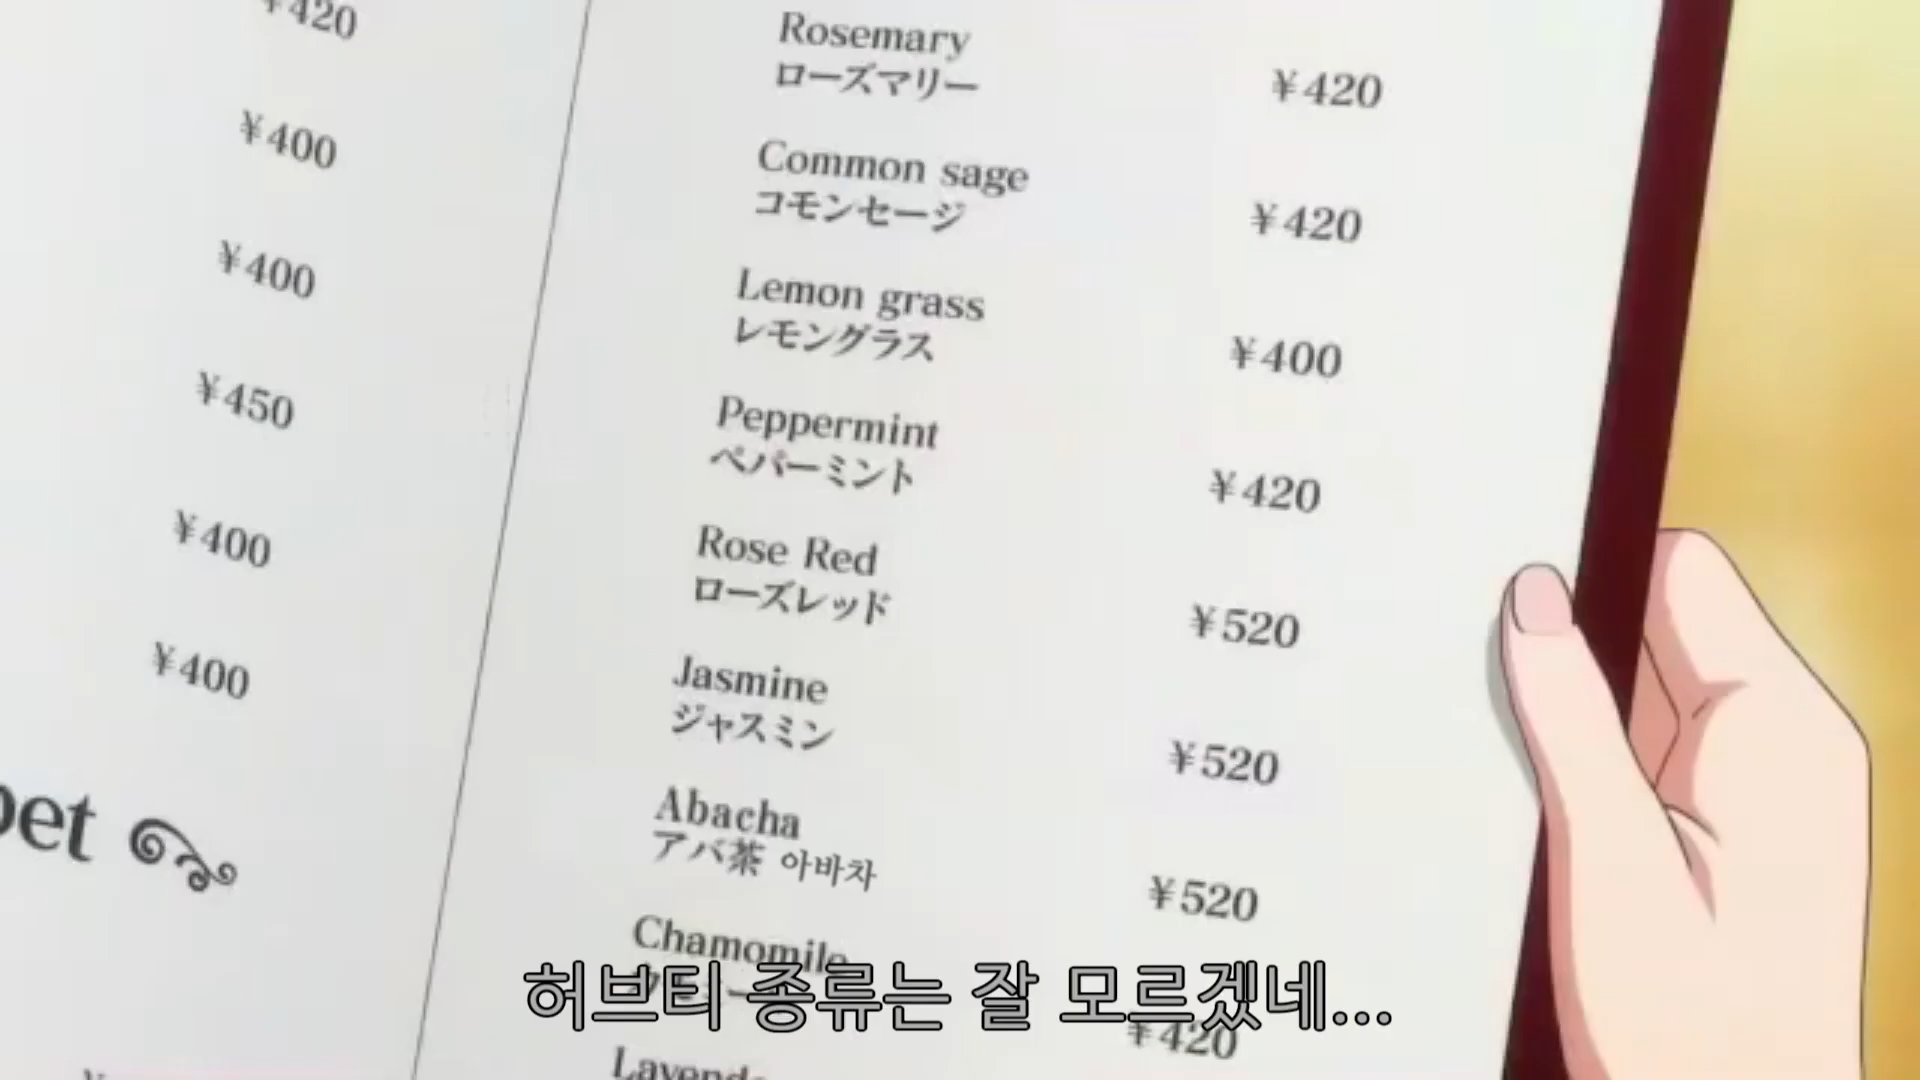 ¥420
¥400
¥400
¥450
¥400
¥400
Rosemary
ローズマリー
¥420
Common sage
コモンセージ
¥420
Lemon grass
レモングラス
¥400
Peppermint
ペパーミント
¥420
Rose Red
ローズレッド
¥520
Jasmine
ジャスミン
¥520
Abacha
アバ茶 아바차
¥520
Chamomile
¥420
허브티 종류는 잘 모르겠네...